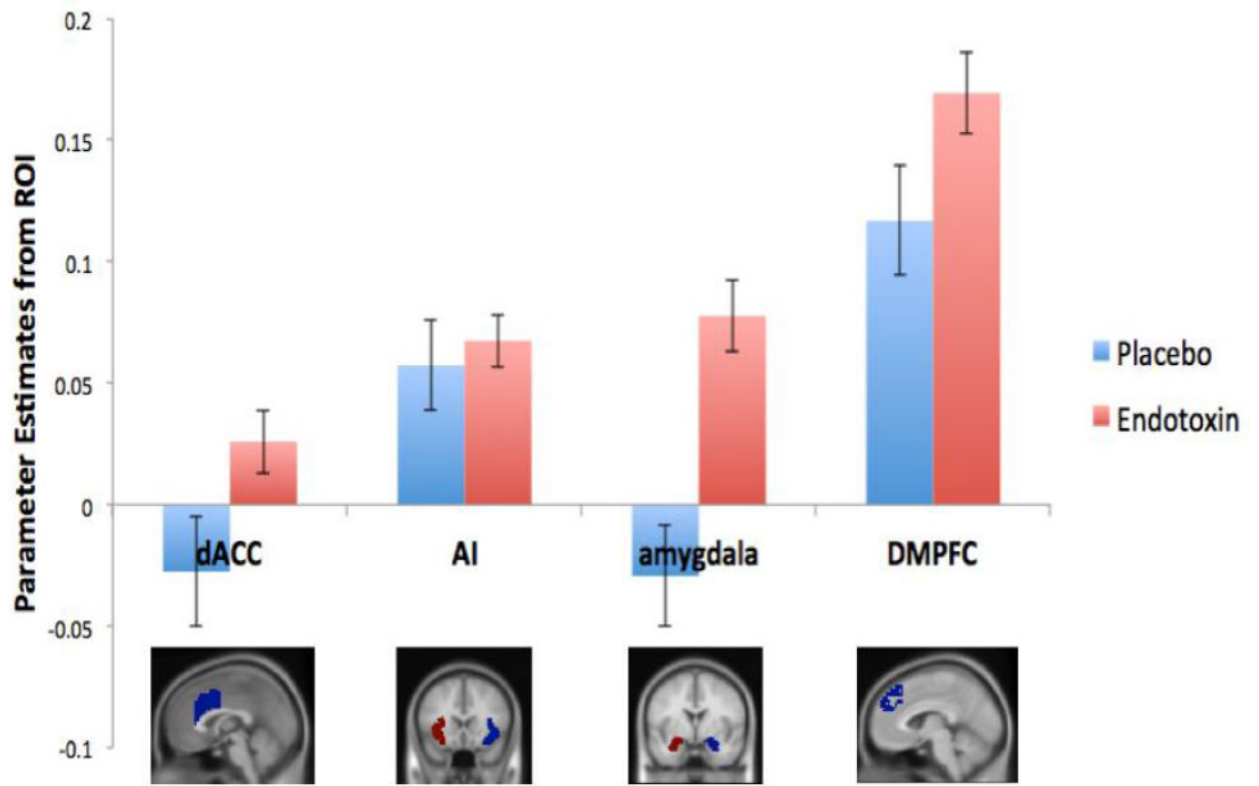 0.2
0.15
0.1
0.05
0
-0.05
-0.1
Parameter Estimates from ROI
dACC
AI
amygdala
DMPFC
Placebo
Endotoxin